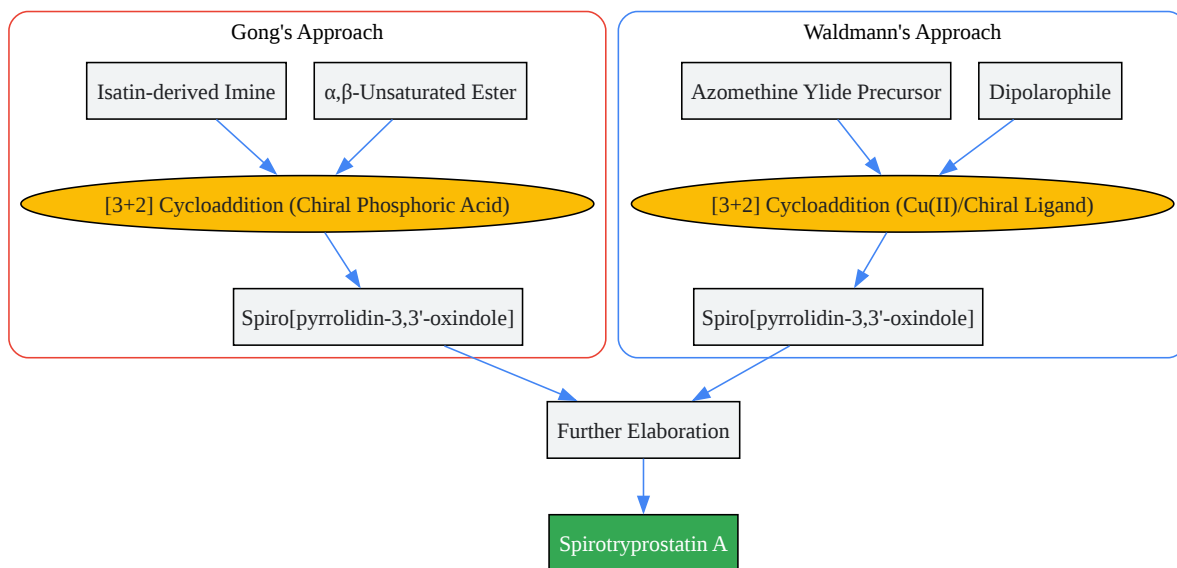 Gong's Approach
Waldmann's Approach
Isatin-derived Imine
α,β-Unsaturated Ester
Azomethine Ylide Precursor
Dipolarophile
[3+2] Cycloaddition (Chiral Phosphoric Acid)
[3+2] Cycloaddition (Cu(II)/Chiral Ligand)
Spiro[pyrrolidin-3,3'-oxindole]
Spiro[pyrrolidin-3,3'-oxindole]
Further Elaboration
Spirotryprostatin A